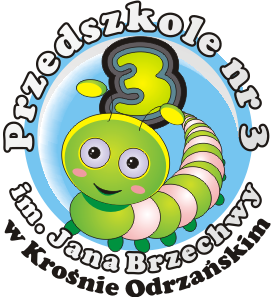 Przedszkole nr 3
3
im. Jana Brzechwy
w Krośnie Odrzańskim